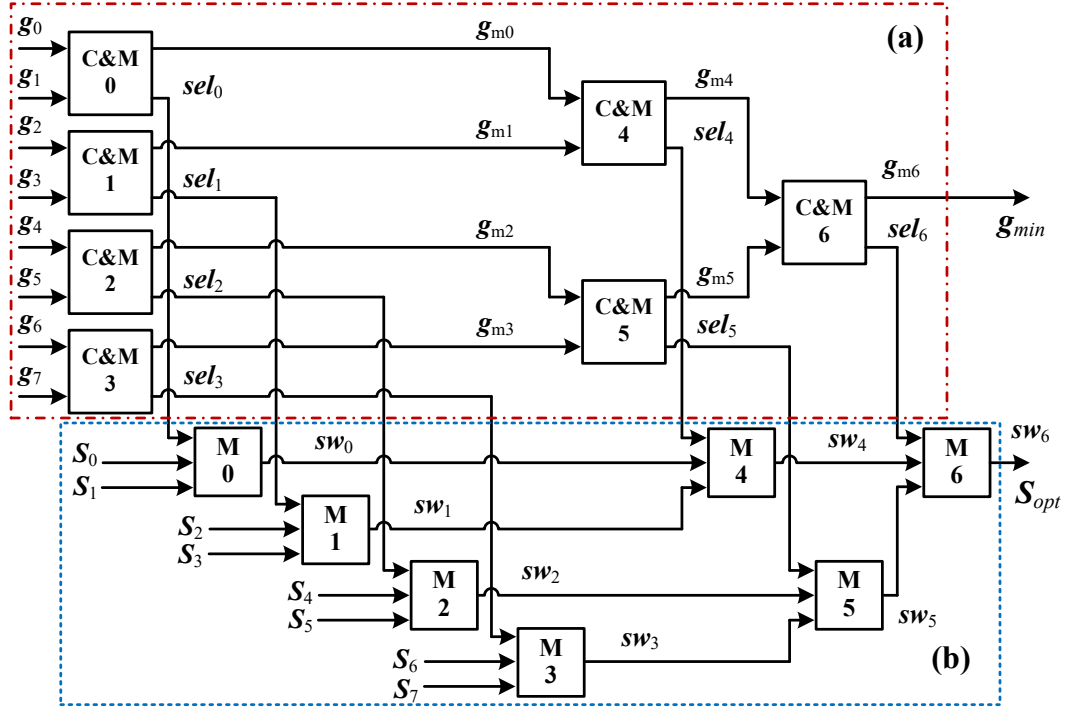 (a)
g0
g1
C&M 0
gm0
sel0
g2
g3
C&M 1
gm1
sel1
C&M 4
gm4
sel4
g4
g5
C&M 2
gm2
sel2
C&M 6
gm6
sel6
gmin
g6
g7
C&M 3
gm3
sel3
C&M 5
gm5
sel5
S0
S1
M 0
sw0
M 4
sw4
M 6
sw6
Sopt
S2
S3
M 1
sw1
S4
S5
M 2
sw2
M 5
sw5
S6
S7
M 3
sw3
(b)